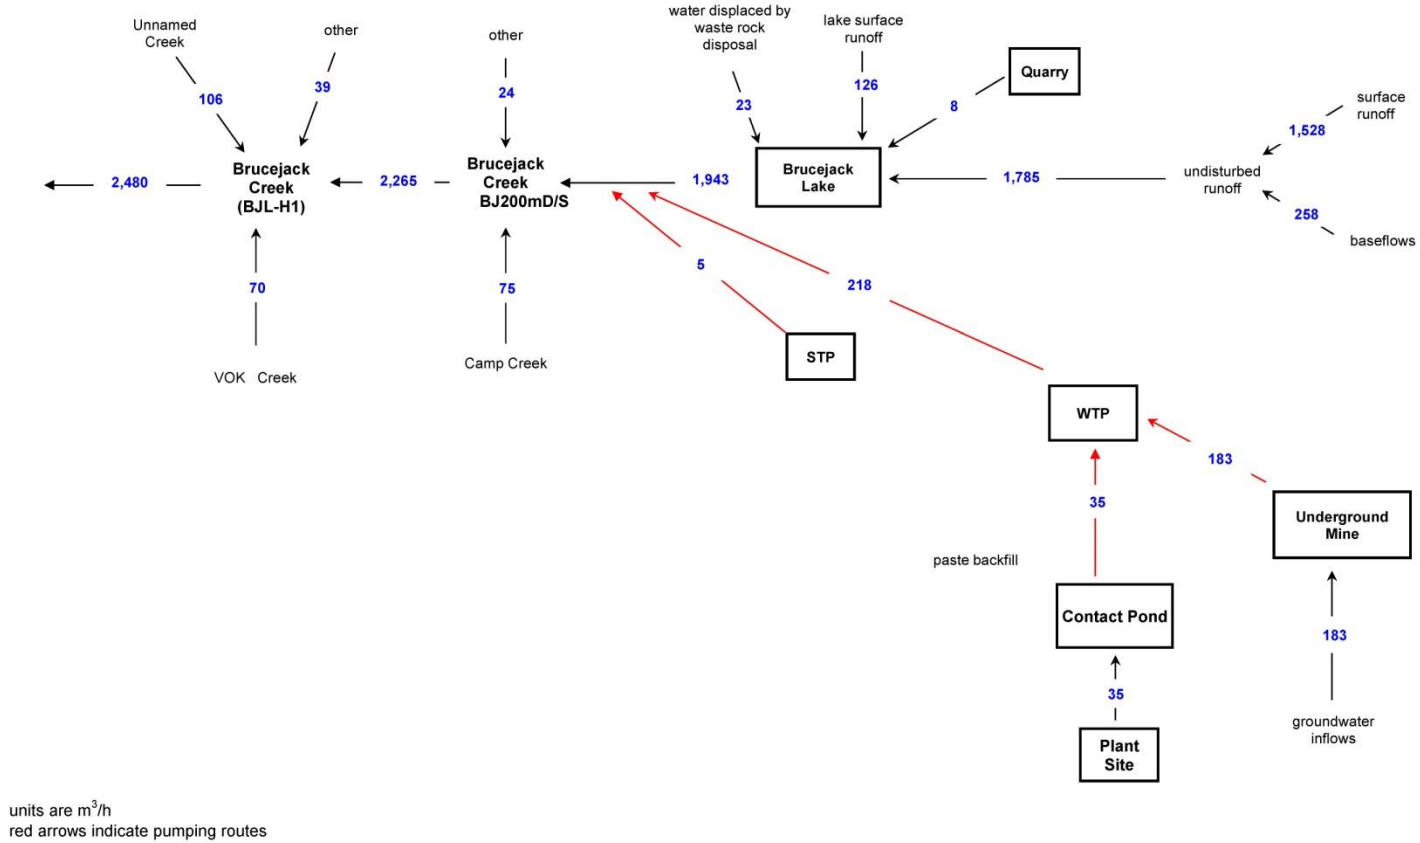 Unnamed
Creek
other
other
water displaced by
waste rock
disposal
lake surface
runoff
Quarry
106
39
24
23
126
8
surface
runoff
1,528
Brucejack
Creek
(BJL-H1)
Brucejack
Creek
BJ200mD/S
Brucejack
Lake
undisturbed
runoff
2,480
2,265
1,943
1,785
258
baseflows
70
75
5
218
VOK Creek
Camp Creek
STP
WTP
183
35
Underground
Mine
paste backfill
Contact Pond
183
35
groundwater
inflows
Plant
Site
units are m³/h
red arrows indicate pumping routes